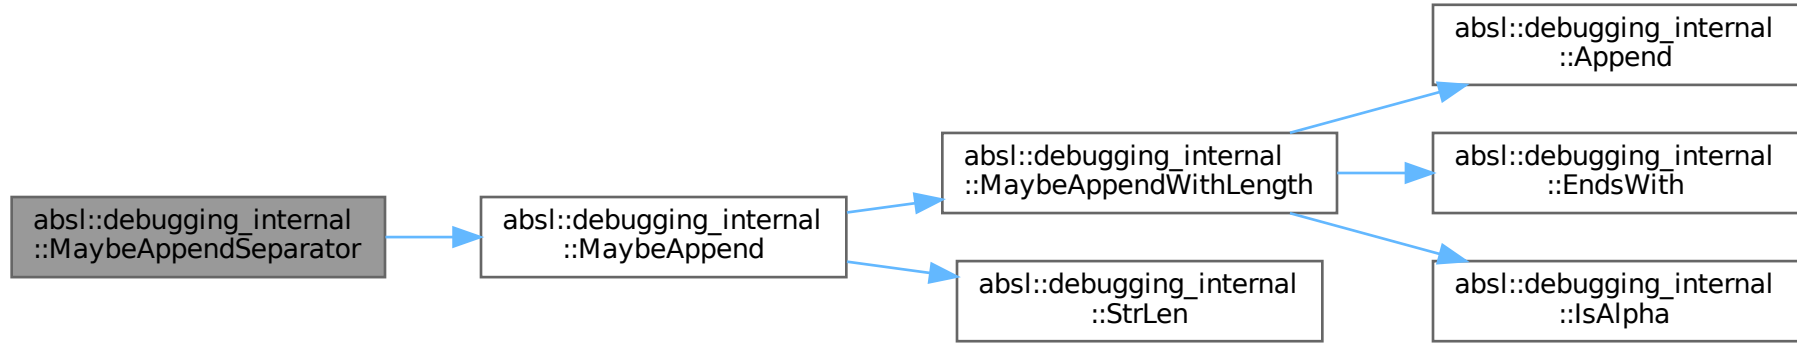 absl::debugging_internal
::MaybeAppendSeparator
absl::debugging_internal
::MaybeAppend
absl::debugging_internal
::MaybeAppendWithLength
absl::debugging_internal
::StrLen
absl::debugging_internal
::Append
absl::debugging_internal
::EndsWith
absl::debugging_internal
::IsAlpha